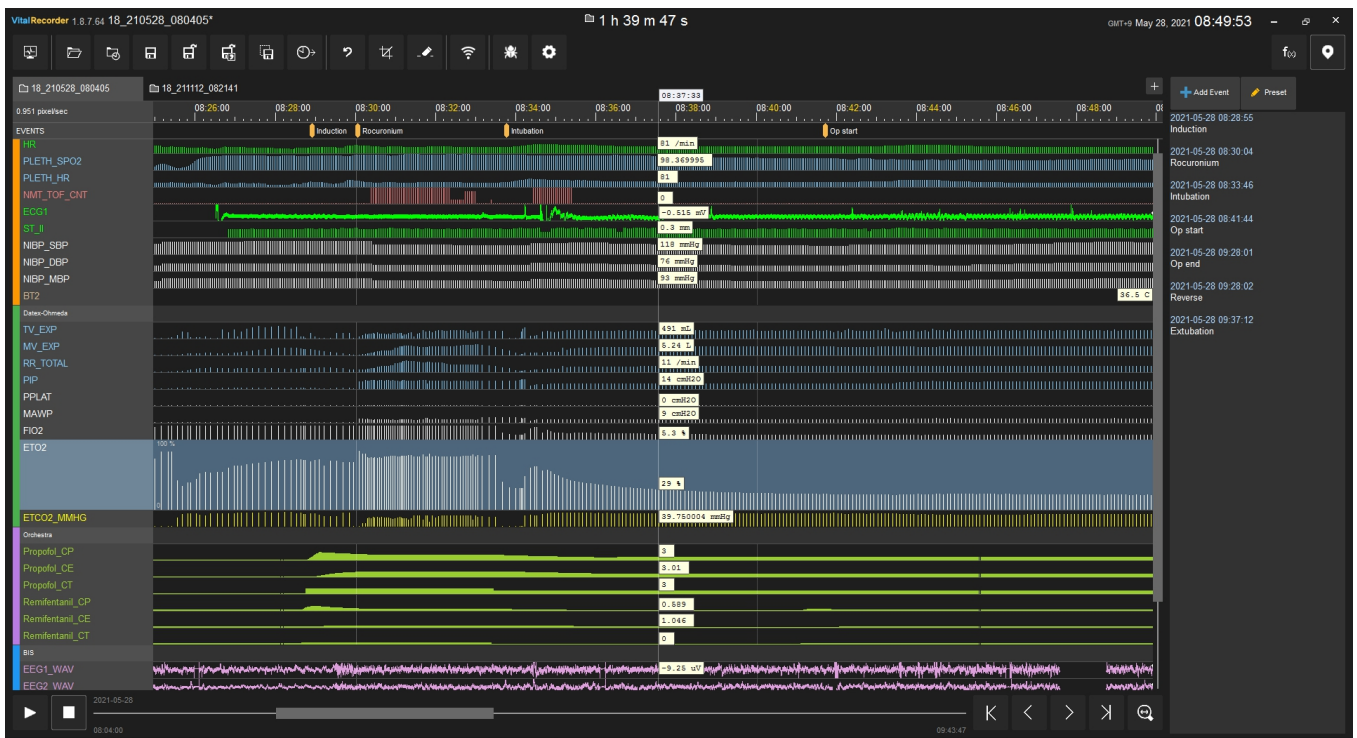 VitalRecorder 1.8.7.64 18_210528_080405*
1 h 39 m 47 s
GMT+9 May 28, 2021 08:49:53
f(x)
18_210528_080405
18_211112_082141
Add Event
Preset
0.951 pixel/sec
08:26:00 08:28:00 08:30:00 08:32:00 08:34:00 08:36:00 08:38:00 08:40:00 08:42:00 08:44:00 08:46:00 08:48:00
08:37:33
EVENTS
Induction
Rocuronium
Intubation
Op start
HR 81 /min
PLETH_SPO2 98.369995
PLETH_HR 81
NMT_TOF_CNT 0
ECG1 -0.515 mV
ST_II 0.3 mm
NIBP_SBP 118 mmHg
NIBP_DBP 76 mmHg
NIBP_MBP 93 mmHg
BT2 36.5 C
Datex-Ohmeda
TV_EXP 491 mL
MV_EXP 5.24 L
RR_TOTAL 11 /min
PIP 14 cmH2O
PPLAT 0 cmH2O
MAWP 9 cmH2O
FIO2 5.3 %
ETO2 100 % 29 % 0
ETCO2_MMHG 39.750004 mmHg
Orchestra
Propofol_CP 3
Propofol_CE 3.01
Propofol_CT 3
Remifentanil_CP 0.589
Remifentanil_CE 1.046
Remifentanil_CT 0
BIS
EEG1_WAV -9.25 uV
EEG2_WAV
2021-05-28 08:28:55
Induction
2021-05-28 08:30:04
Rocuronium
2021-05-28 08:33:46
Intubation
2021-05-28 08:41:44
Op start
2021-05-28 09:28:01
Op end
2021-05-28 09:28:02
Reverse
2021-05-28 09:37:12
Extubation
2021-05-28
08:04:00
09:43:47